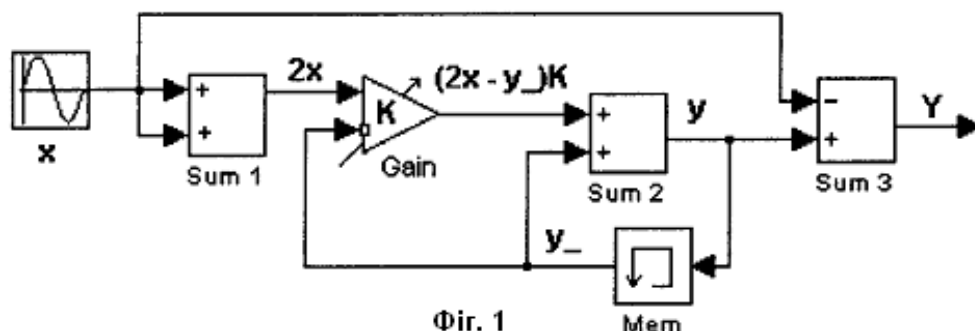 2x
(2x - y_)K
+
+
K
+
+
y
-
+
Y
x
Sum 1
Gain
Sum 2
Sum 3
y_
Фіг. 1
Mem